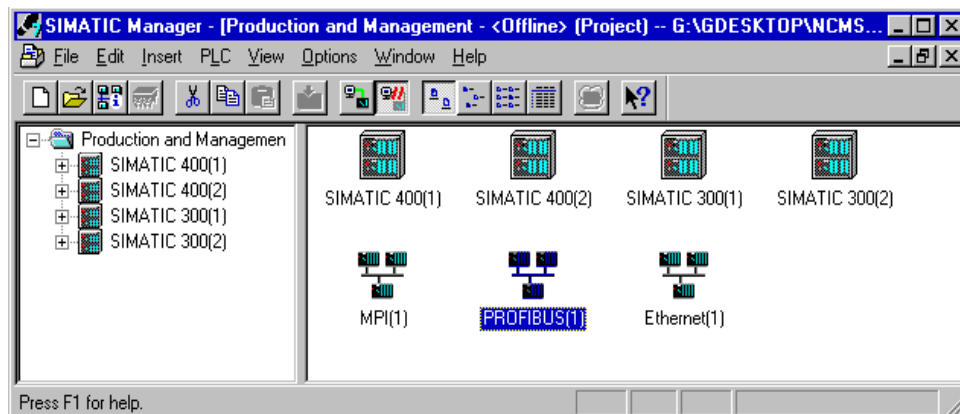 SIMATIC Manager - [Production and Management - <Offline> (Project) -- G:\GDESKTOP\NCMS...
File Edit Insert PLC View Options Window Help
Production and Managemen
SIMATIC 400(1)
SIMATIC 400(2)
SIMATIC 300(1)
SIMATIC 300(2)
SIMATIC 400(1) SIMATIC 400(2) SIMATIC 300(1) SIMATIC 300(2)
MPI(1) PROFIBUS(1) Ethernet(1)
Press F1 for help.